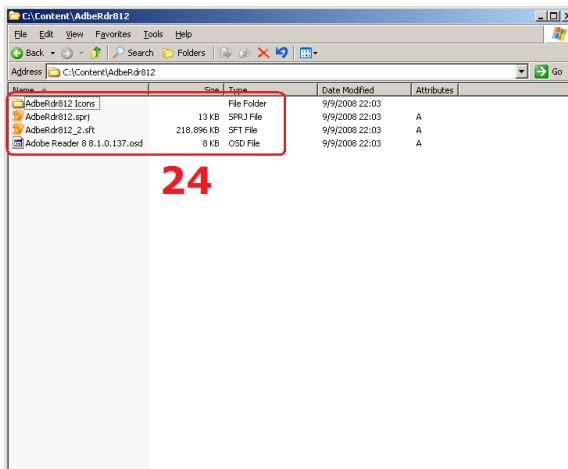 C:\Content\AdbeRdr812
File Edit View Favorites Tools Help
Back Search Folders
Address C:\Content\AdbeRdr812 Go
Name Size Type Date Modified Attributes
AdbeRdr812 Icons File Folder 9/9/2008 22:03
AdbeRdr812.sprj 13 KB SPRJ File 9/9/2008 22:03 A
AdbeRdr812_2.sft 218.896 KB SFT File 9/9/2008 22:03 A
Adobe Reader 8 8.1.0.137.osd 8 KB OSD File 9/9/2008 22:03 A
24